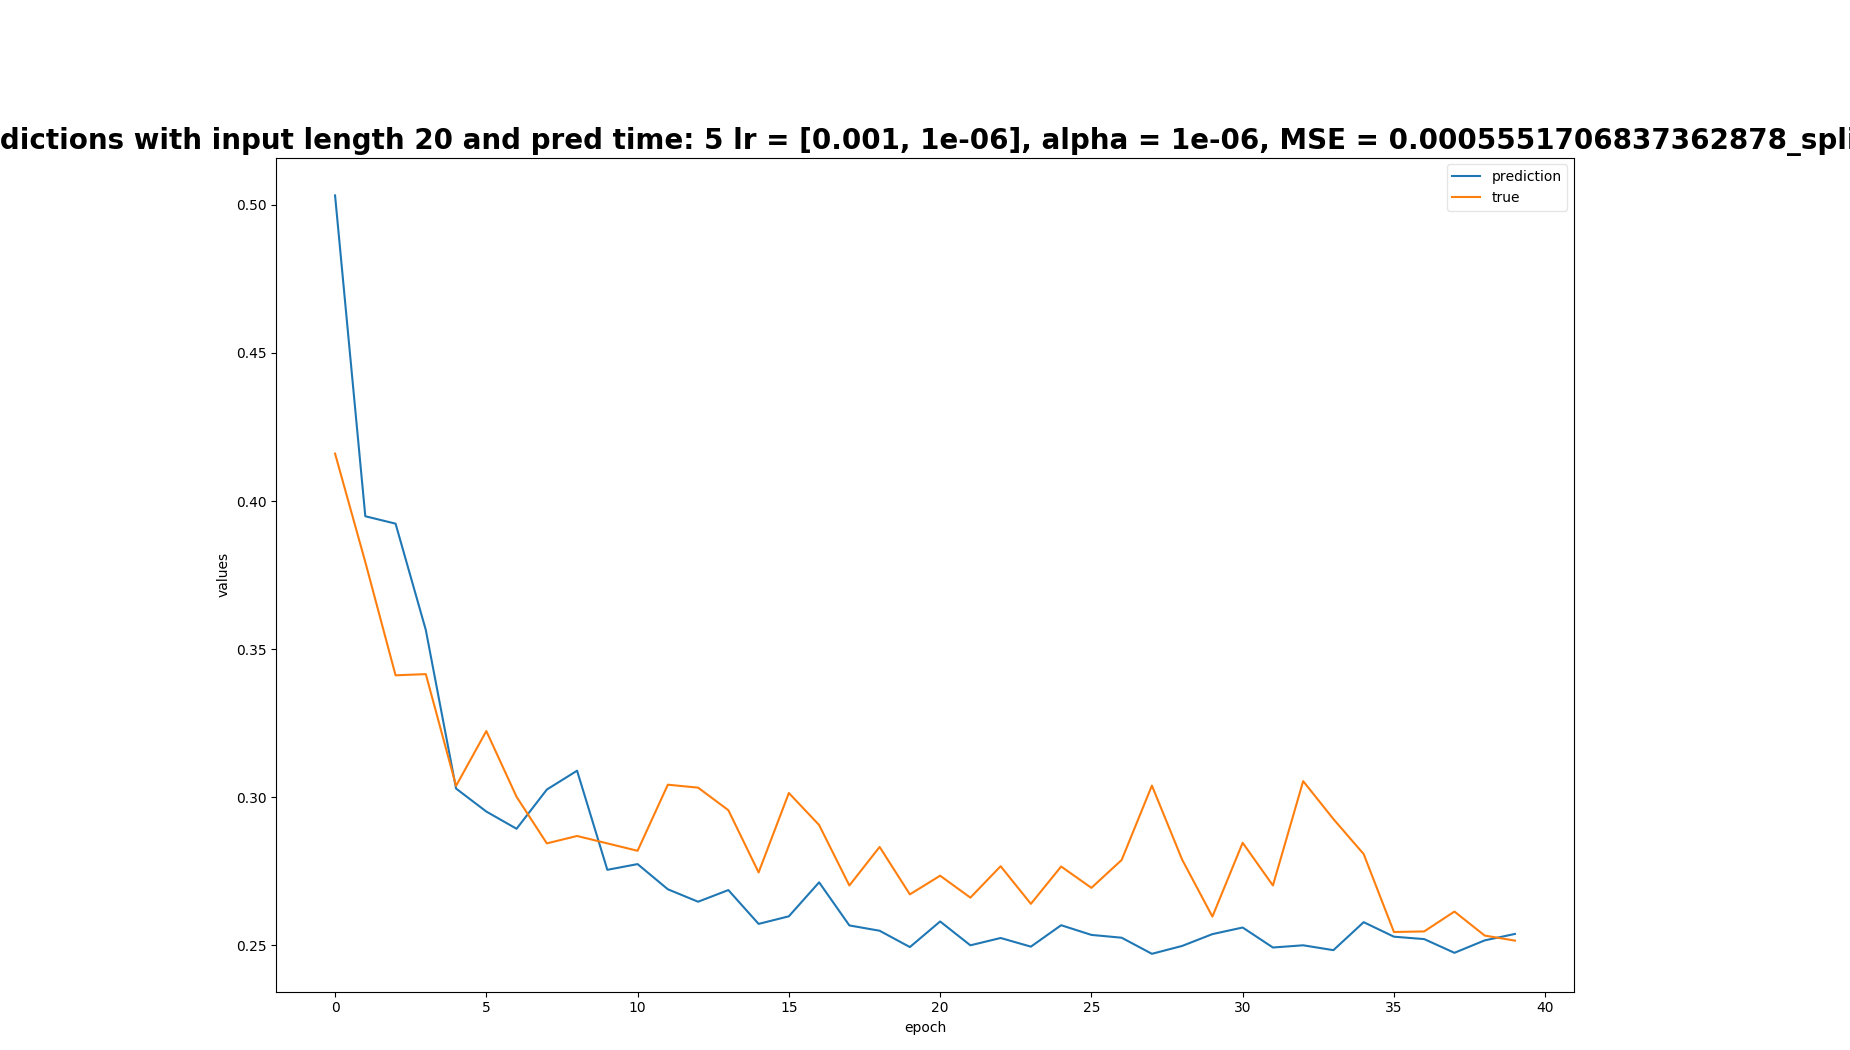 dictions with input length 20 and pred time: 5 lr = [0.001, 1e-06], alpha = 1e-06, MSE = 0.0005551706837362878_spli
prediction
true
0.50
0.45
0.40
0.35
0.30
0.25
values
0 5 10 15 20 25 30 35 40
epoch